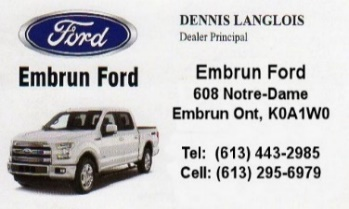 Ford
Embrun Ford
DENNIS LANGLOIS
Dealer Principal
Embrun Ford
608 Notre-Dame
Embrun Ont, K0A1W0
Tel: (613) 443-2985
Cell: (613) 295-6979